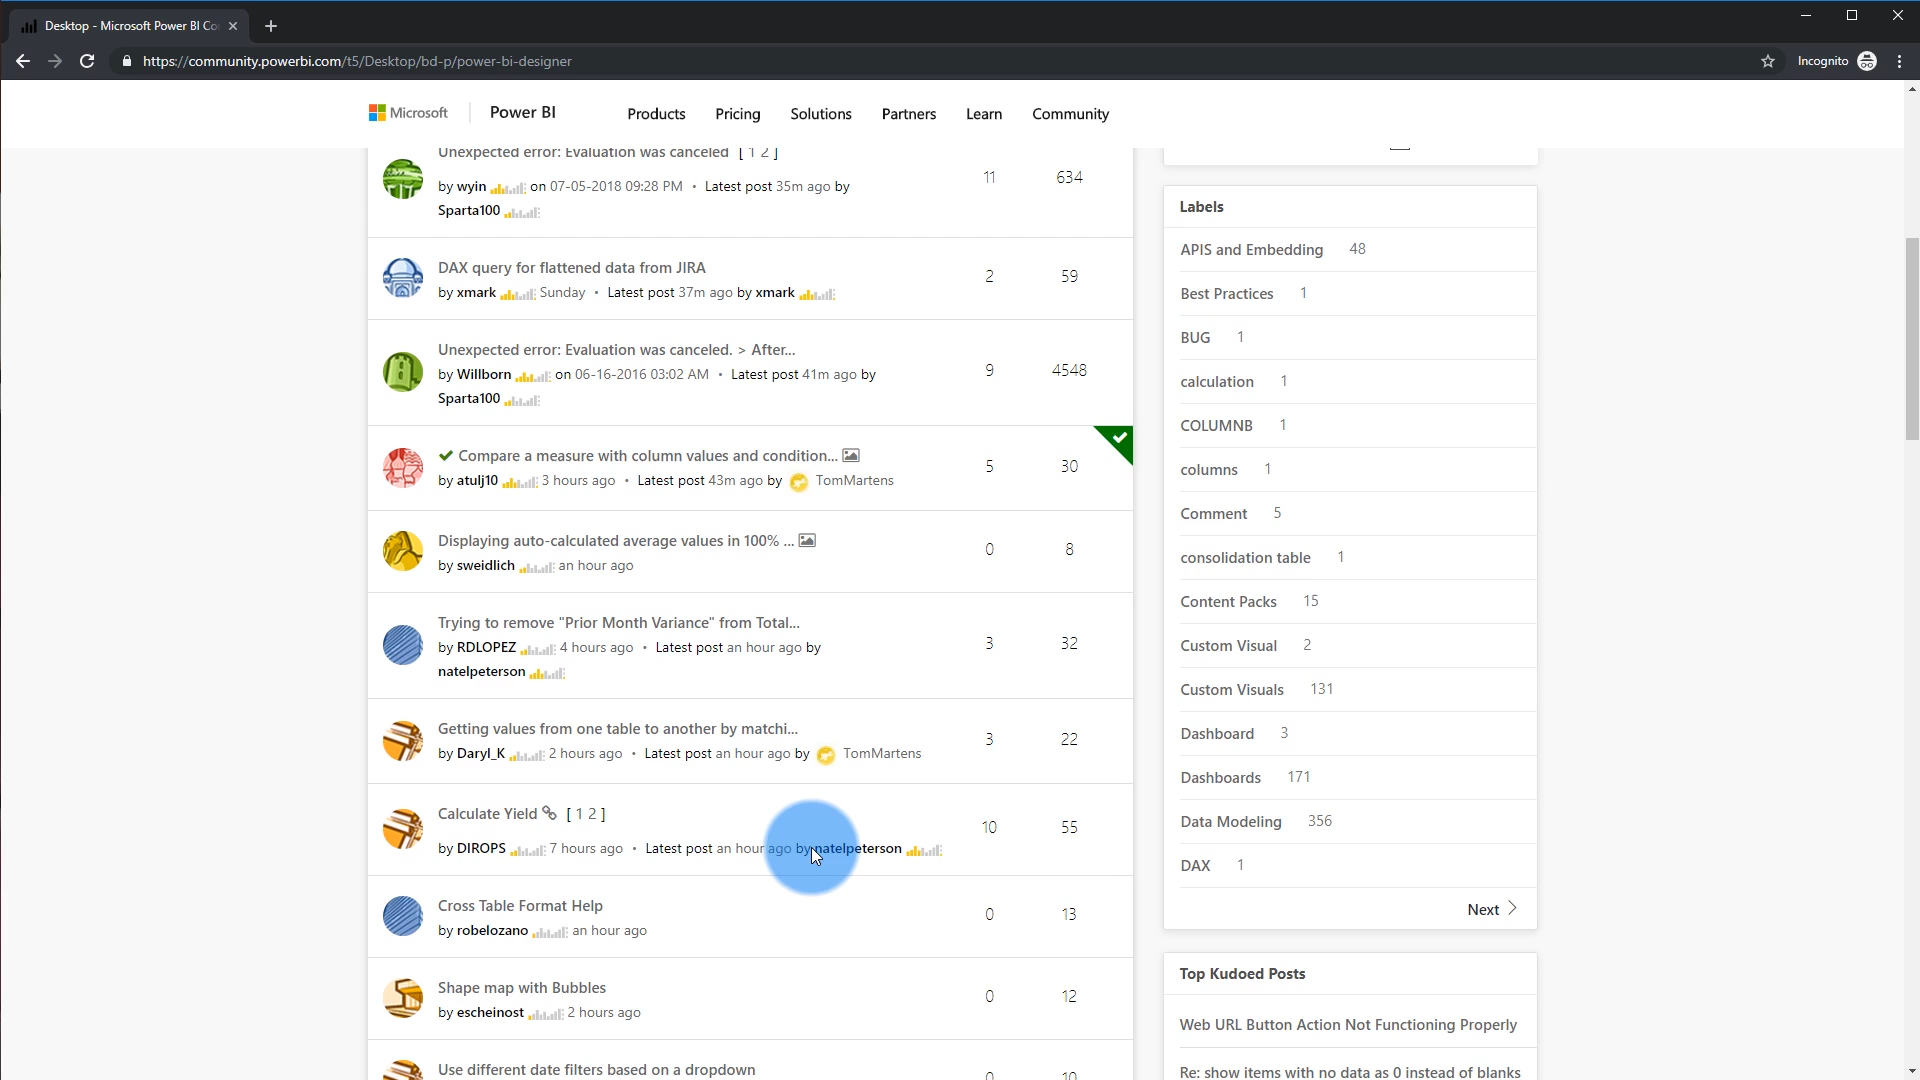 Desktop - Microsoft Power BI Co
https://community.powerbi.com/t5/Desktop/bd-p/power-bi-designer
Incognito
Microsoft
Power BI
Products
Pricing
Solutions
Partners
Learn
Community
Unexpected error: Evaluation was canceled [ 1 2 ]
by wyin on 07-05-2018 09:28 PM • Latest post 35m ago by
Sparta100
11
634
DAX query for flattened data from JIRA
by xmark Sunday • Latest post 37m ago by xmark
2
59
Unexpected error: Evaluation was canceled. > After...
by Willborn on 06-16-2016 03:02 AM • Latest post 41m ago by
Sparta100
9
4548
Compare a measure with column values and condition...
by atulj10 3 hours ago • Latest post 43m ago by TomMartens
5
30
Displaying auto-calculated average values in 100% ...
by sweidlich an hour ago
0
8
Trying to remove "Prior Month Variance" from Total...
by RDLOPEZ 4 hours ago • Latest post an hour ago by
natelpeterson
3
32
Getting values from one table to another by matchi...
by Daryl_K 2 hours ago • Latest post an hour ago by TomMartens
3
22
Calculate Yield [ 1 2 ]
by DIROPS 7 hours ago • Latest post an hour ago by natelpeterson
10
55
Cross Table Format Help
by robelozano an hour ago
0
13
Shape map with Bubbles
by escheinost 2 hours ago
0
12
Use different date filters based on a dropdown
0
10
Labels
APIS and Embedding 48
Best Practices 1
BUG 1
calculation 1
COLUMNB 1
columns 1
Comment 5
consolidation table 1
Content Packs 15
Custom Visual 2
Custom Visuals 131
Dashboard 3
Dashboards 171
Data Modeling 356
DAX 1
Next
Top Kudoed Posts
Web URL Button Action Not Functioning Properly
Re: show items with no data as 0 instead of blanks